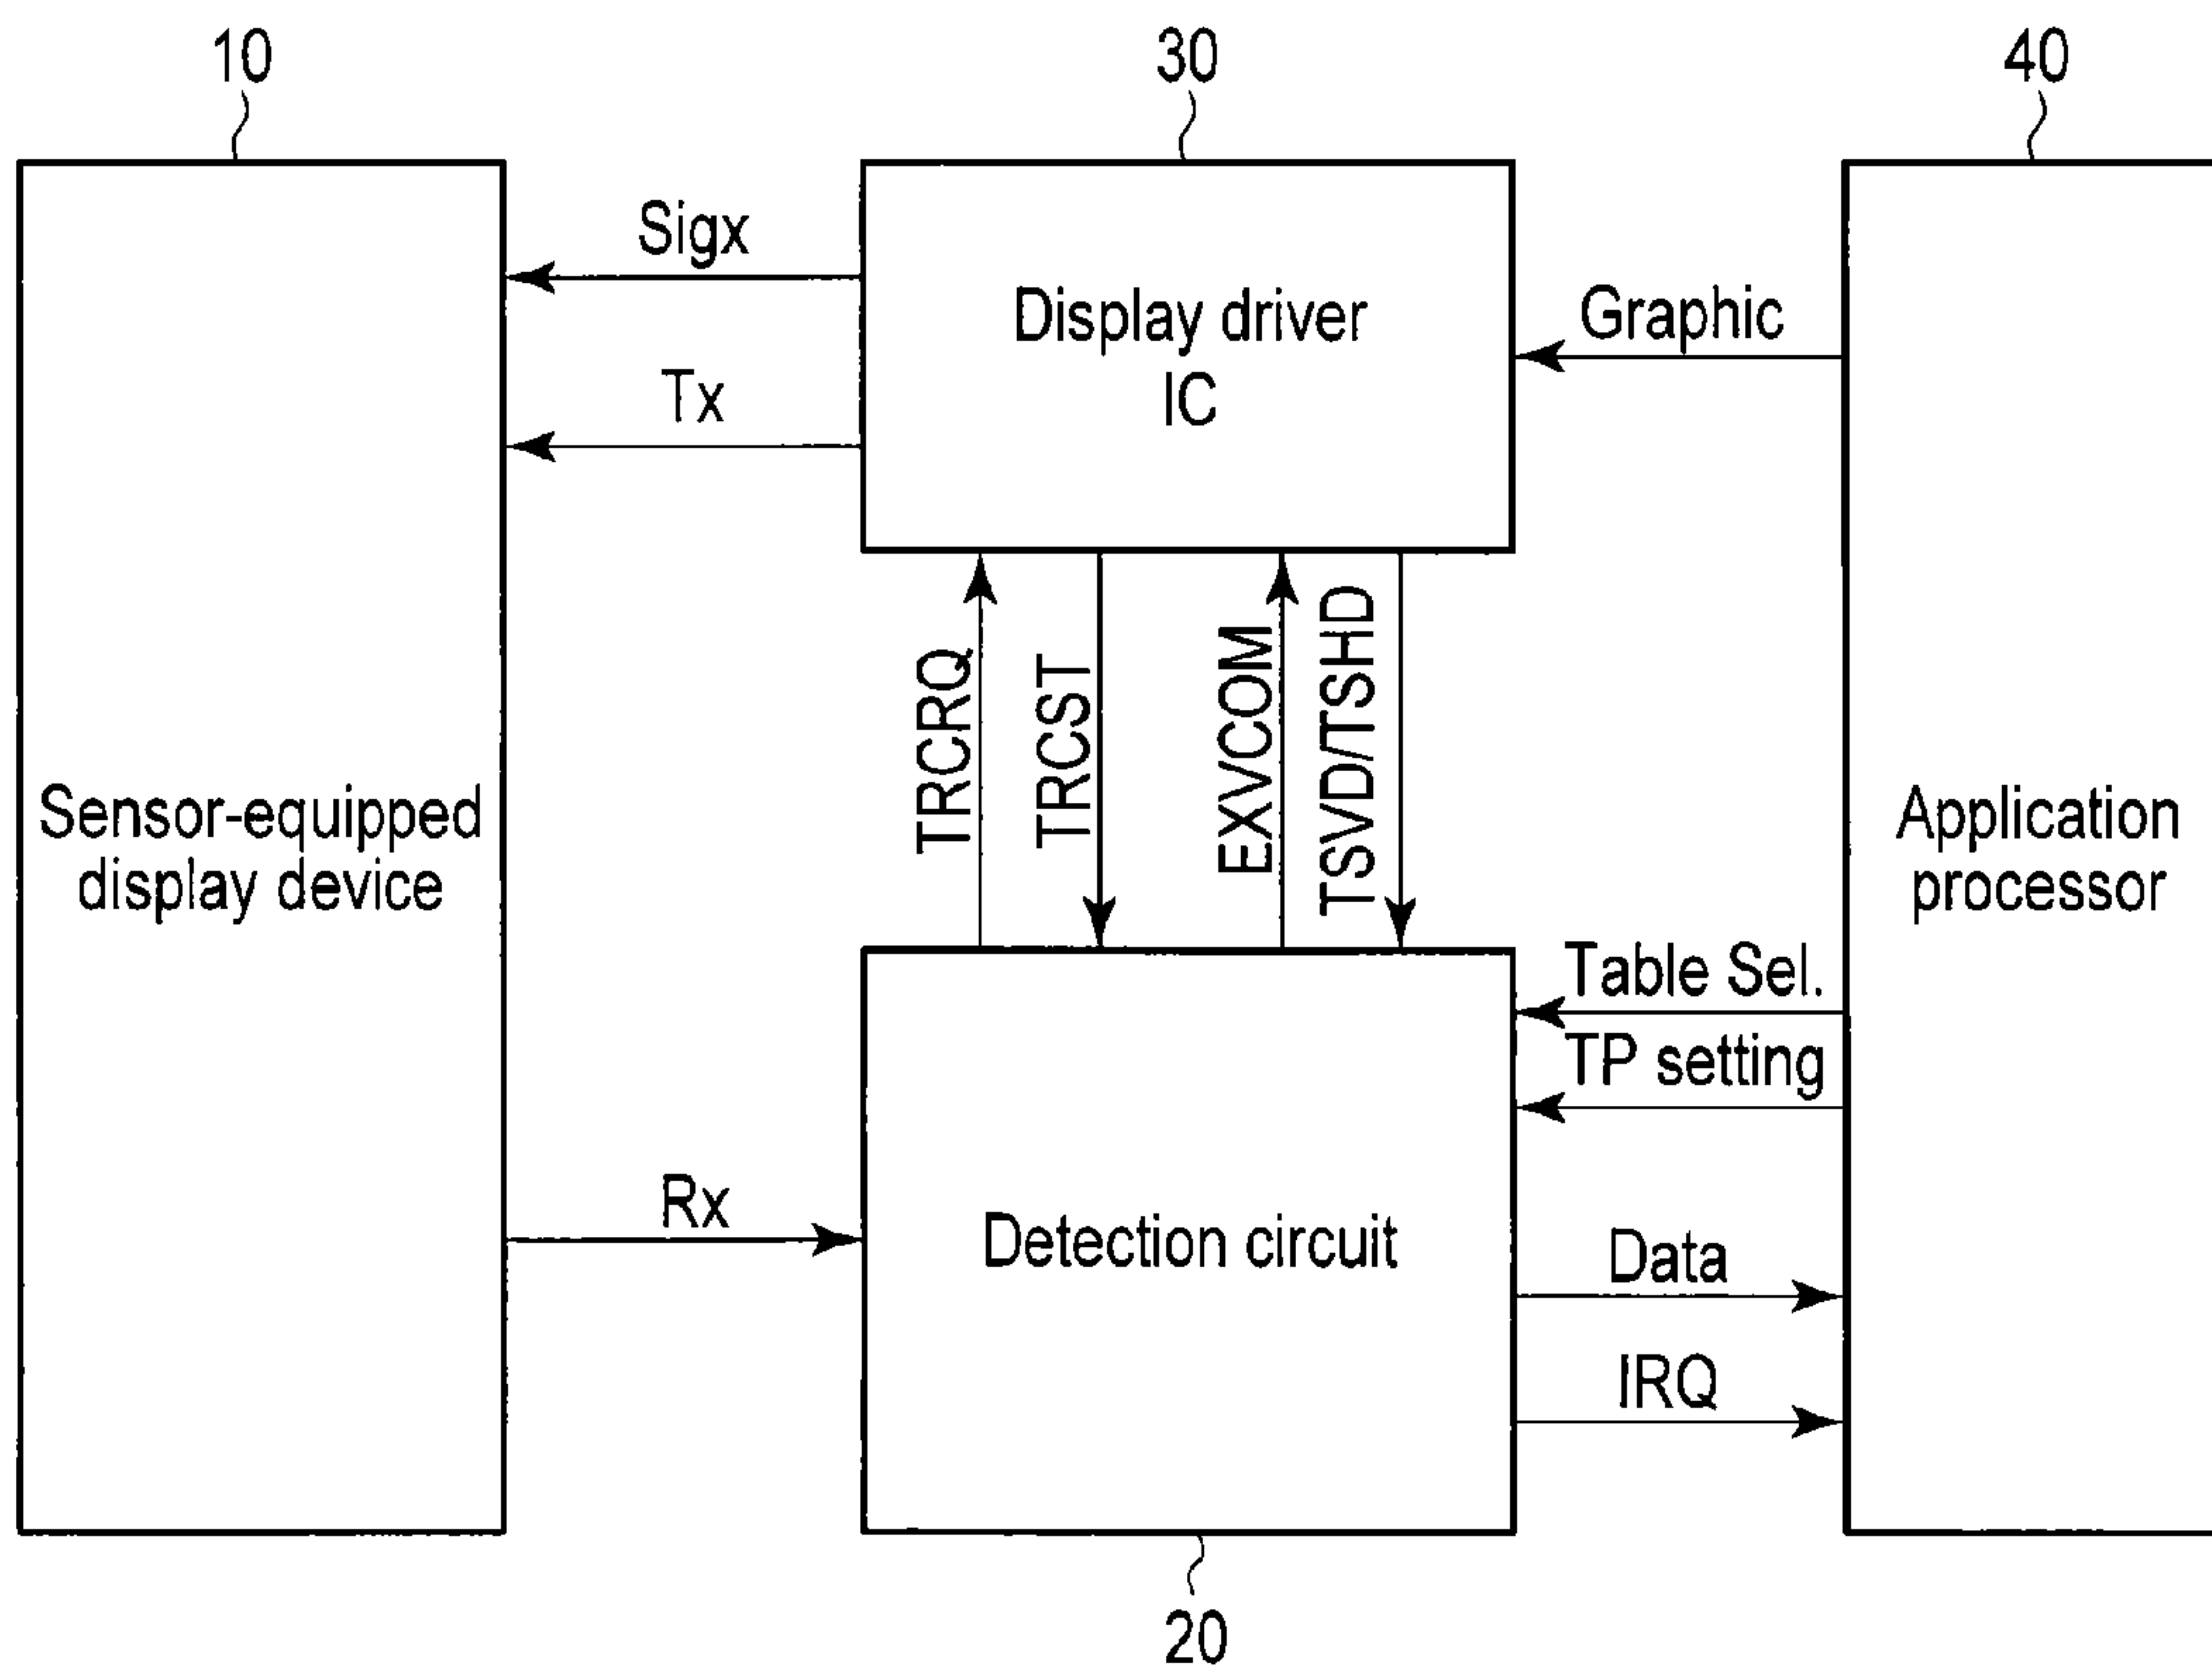 10
30
40
Sigx
Tx
Display driver
IC
Graphic
TRCRQ
TRCST
EXVCOM
TSVD/TSHD
Sensor-equipped
display device
Application
processor
Table Sel.
TP setting
Rx
Detection circuit
Data
IRQ
20